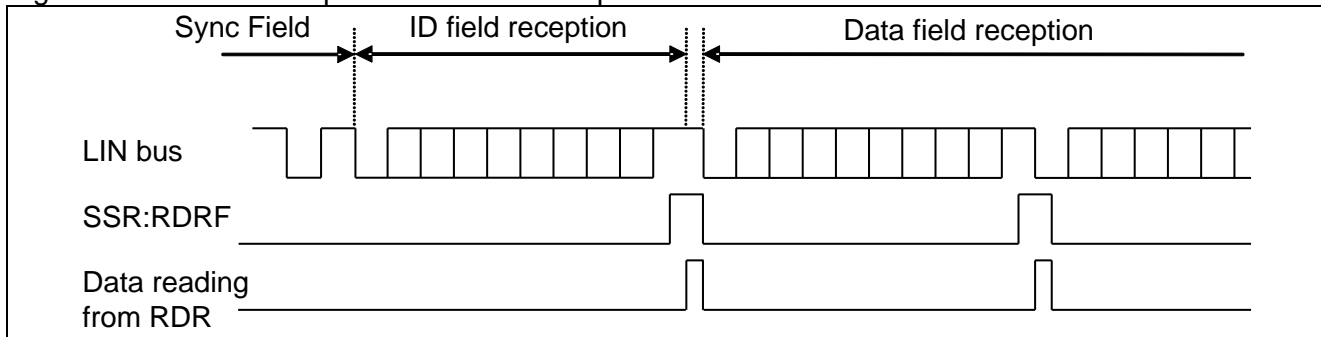 Sync Field ID field reception Data field reception
LIN bus
SSR:RDRF
Data reading
from RDR